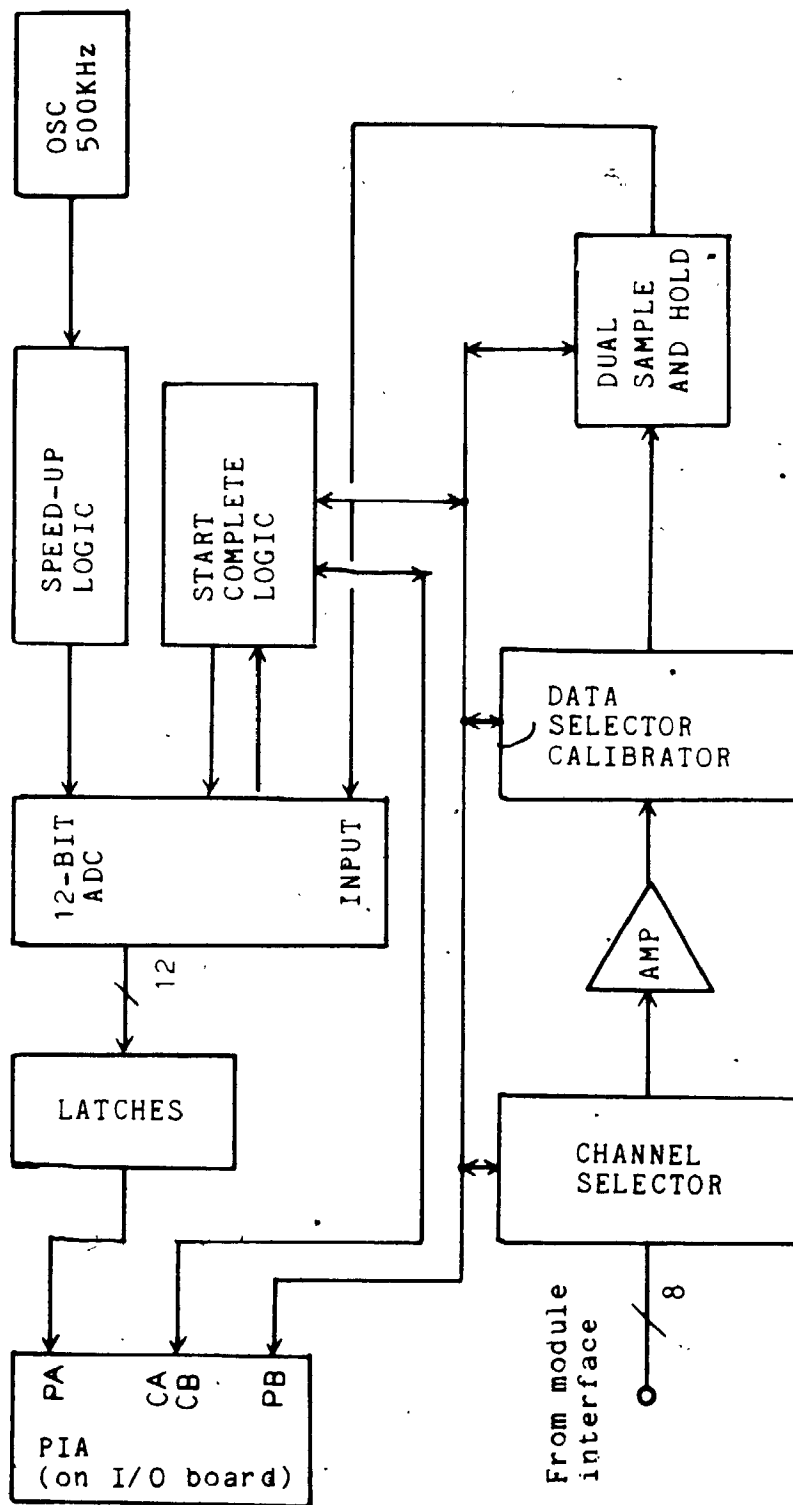 OSC
500KHz
SPEED-UP
LOGIC
START
COMPLETE
LOGIC
12-BIT
ADC
INPUT
12
LATCHES
PA
CA
CB
PB
PIA
(on I/O board)
DUAL
SAMPLE
AND HOLD
DATA
SELECTOR
CALIBRATOR
AMP
CHANNEL
SELECTOR
8
From module
interface